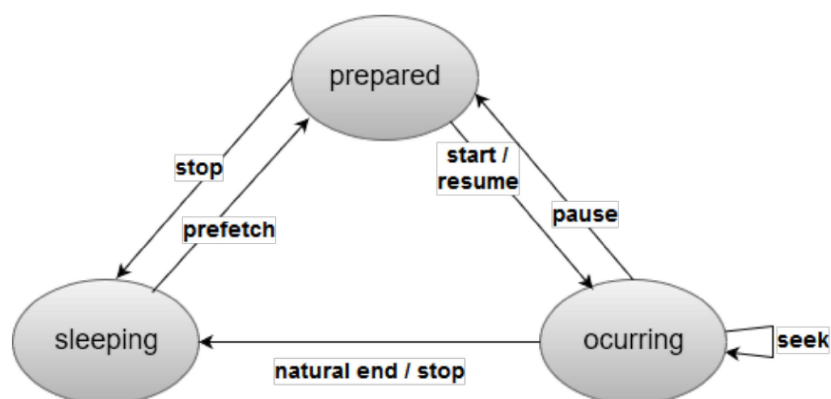 prepared
stop
start /
resume
prefetch
pause
sleeping
ocurring
seek
natural end / stop